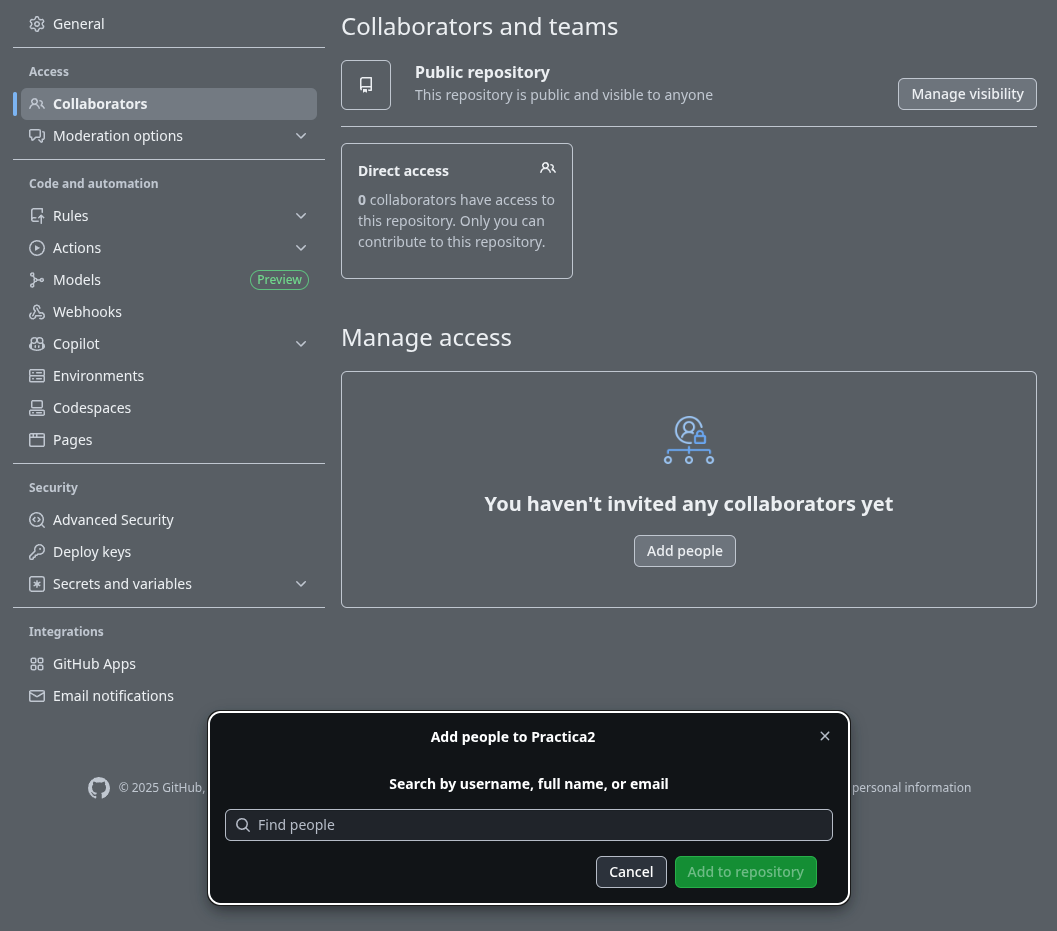 General
Access
Collaborators
Moderation options
Code and automation
Rules
Actions
Models
Preview
Webhooks
Copilot
Environments
Codespaces
Pages
Security
Advanced Security
Deploy keys
Secrets and variables
Integrations
GitHub Apps
Email notifications
Collaborators and teams
Public repository
This repository is public and visible to anyone
Manage visibility
Direct access
0 collaborators have access to
this repository. Only you can
contribute to this repository.
Manage access
You haven't invited any collaborators yet
Add people
Add people to Practica2
Search by username, full name, or email
Find people
Cancel
Add to repository
© 2025 GitHub,
personal information